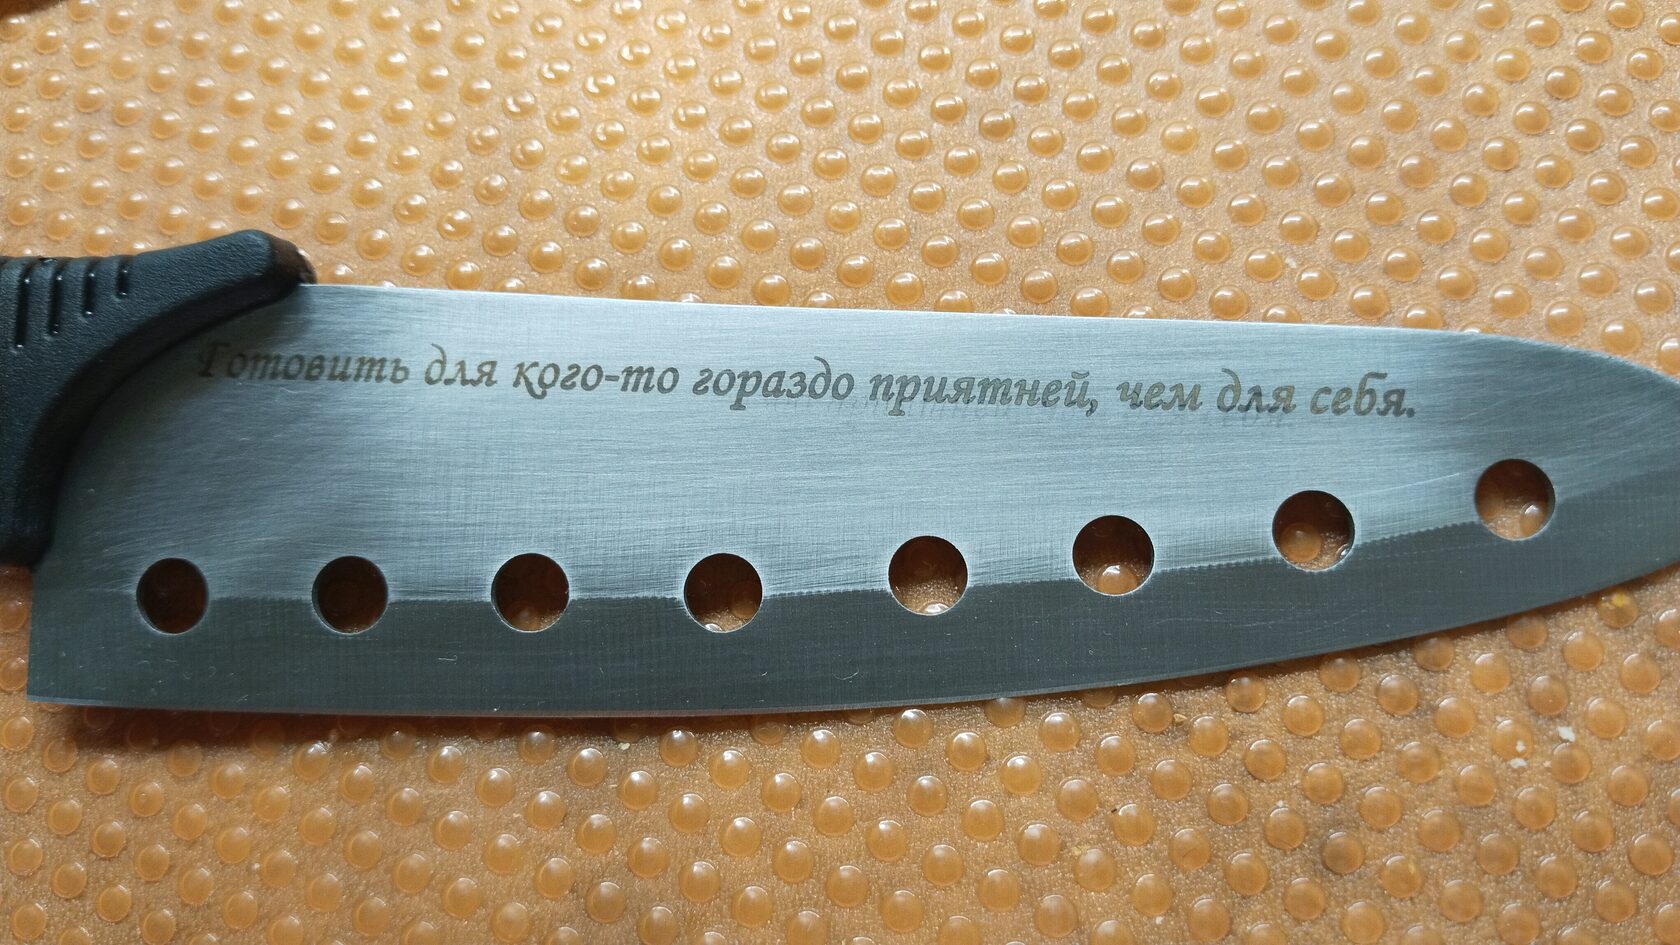 Готовить для кого-то гораздо приятней, чем для себя.